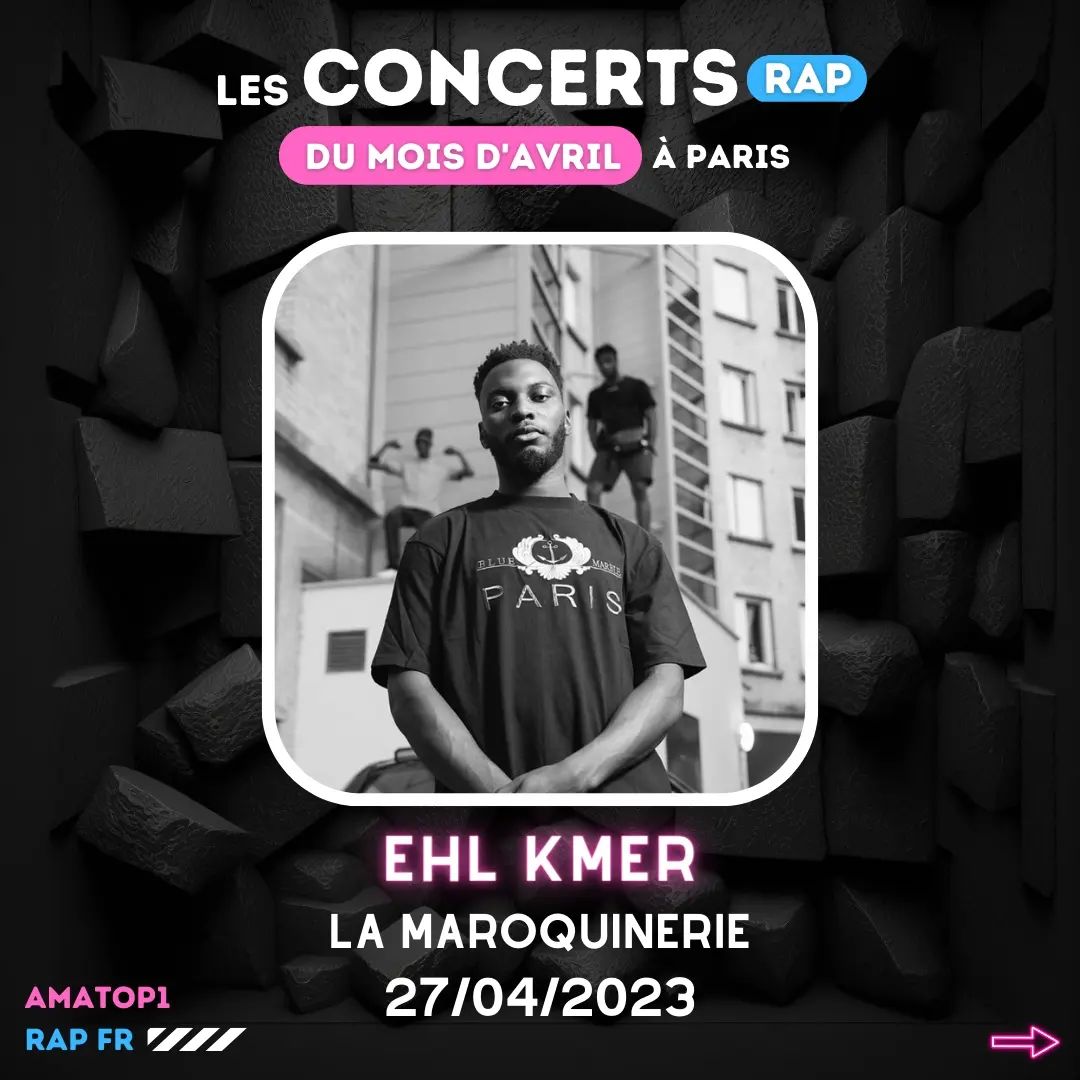 LES CONCERTS RAP
DU MOIS D'AVRIL À PARIS
BLUE MARBLE
PARIS
EHL KMER
LA MAROQUINERIE
27/04/2023
AMATOP1
RAP FR